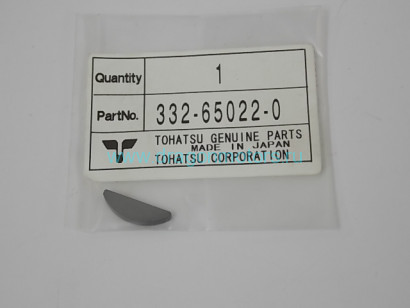 Quantity 1
PartNo. 332-65022-0
TOHATSU GENUINE PARTS
MADE IN JAPAN
TOHATSU CORPORATION